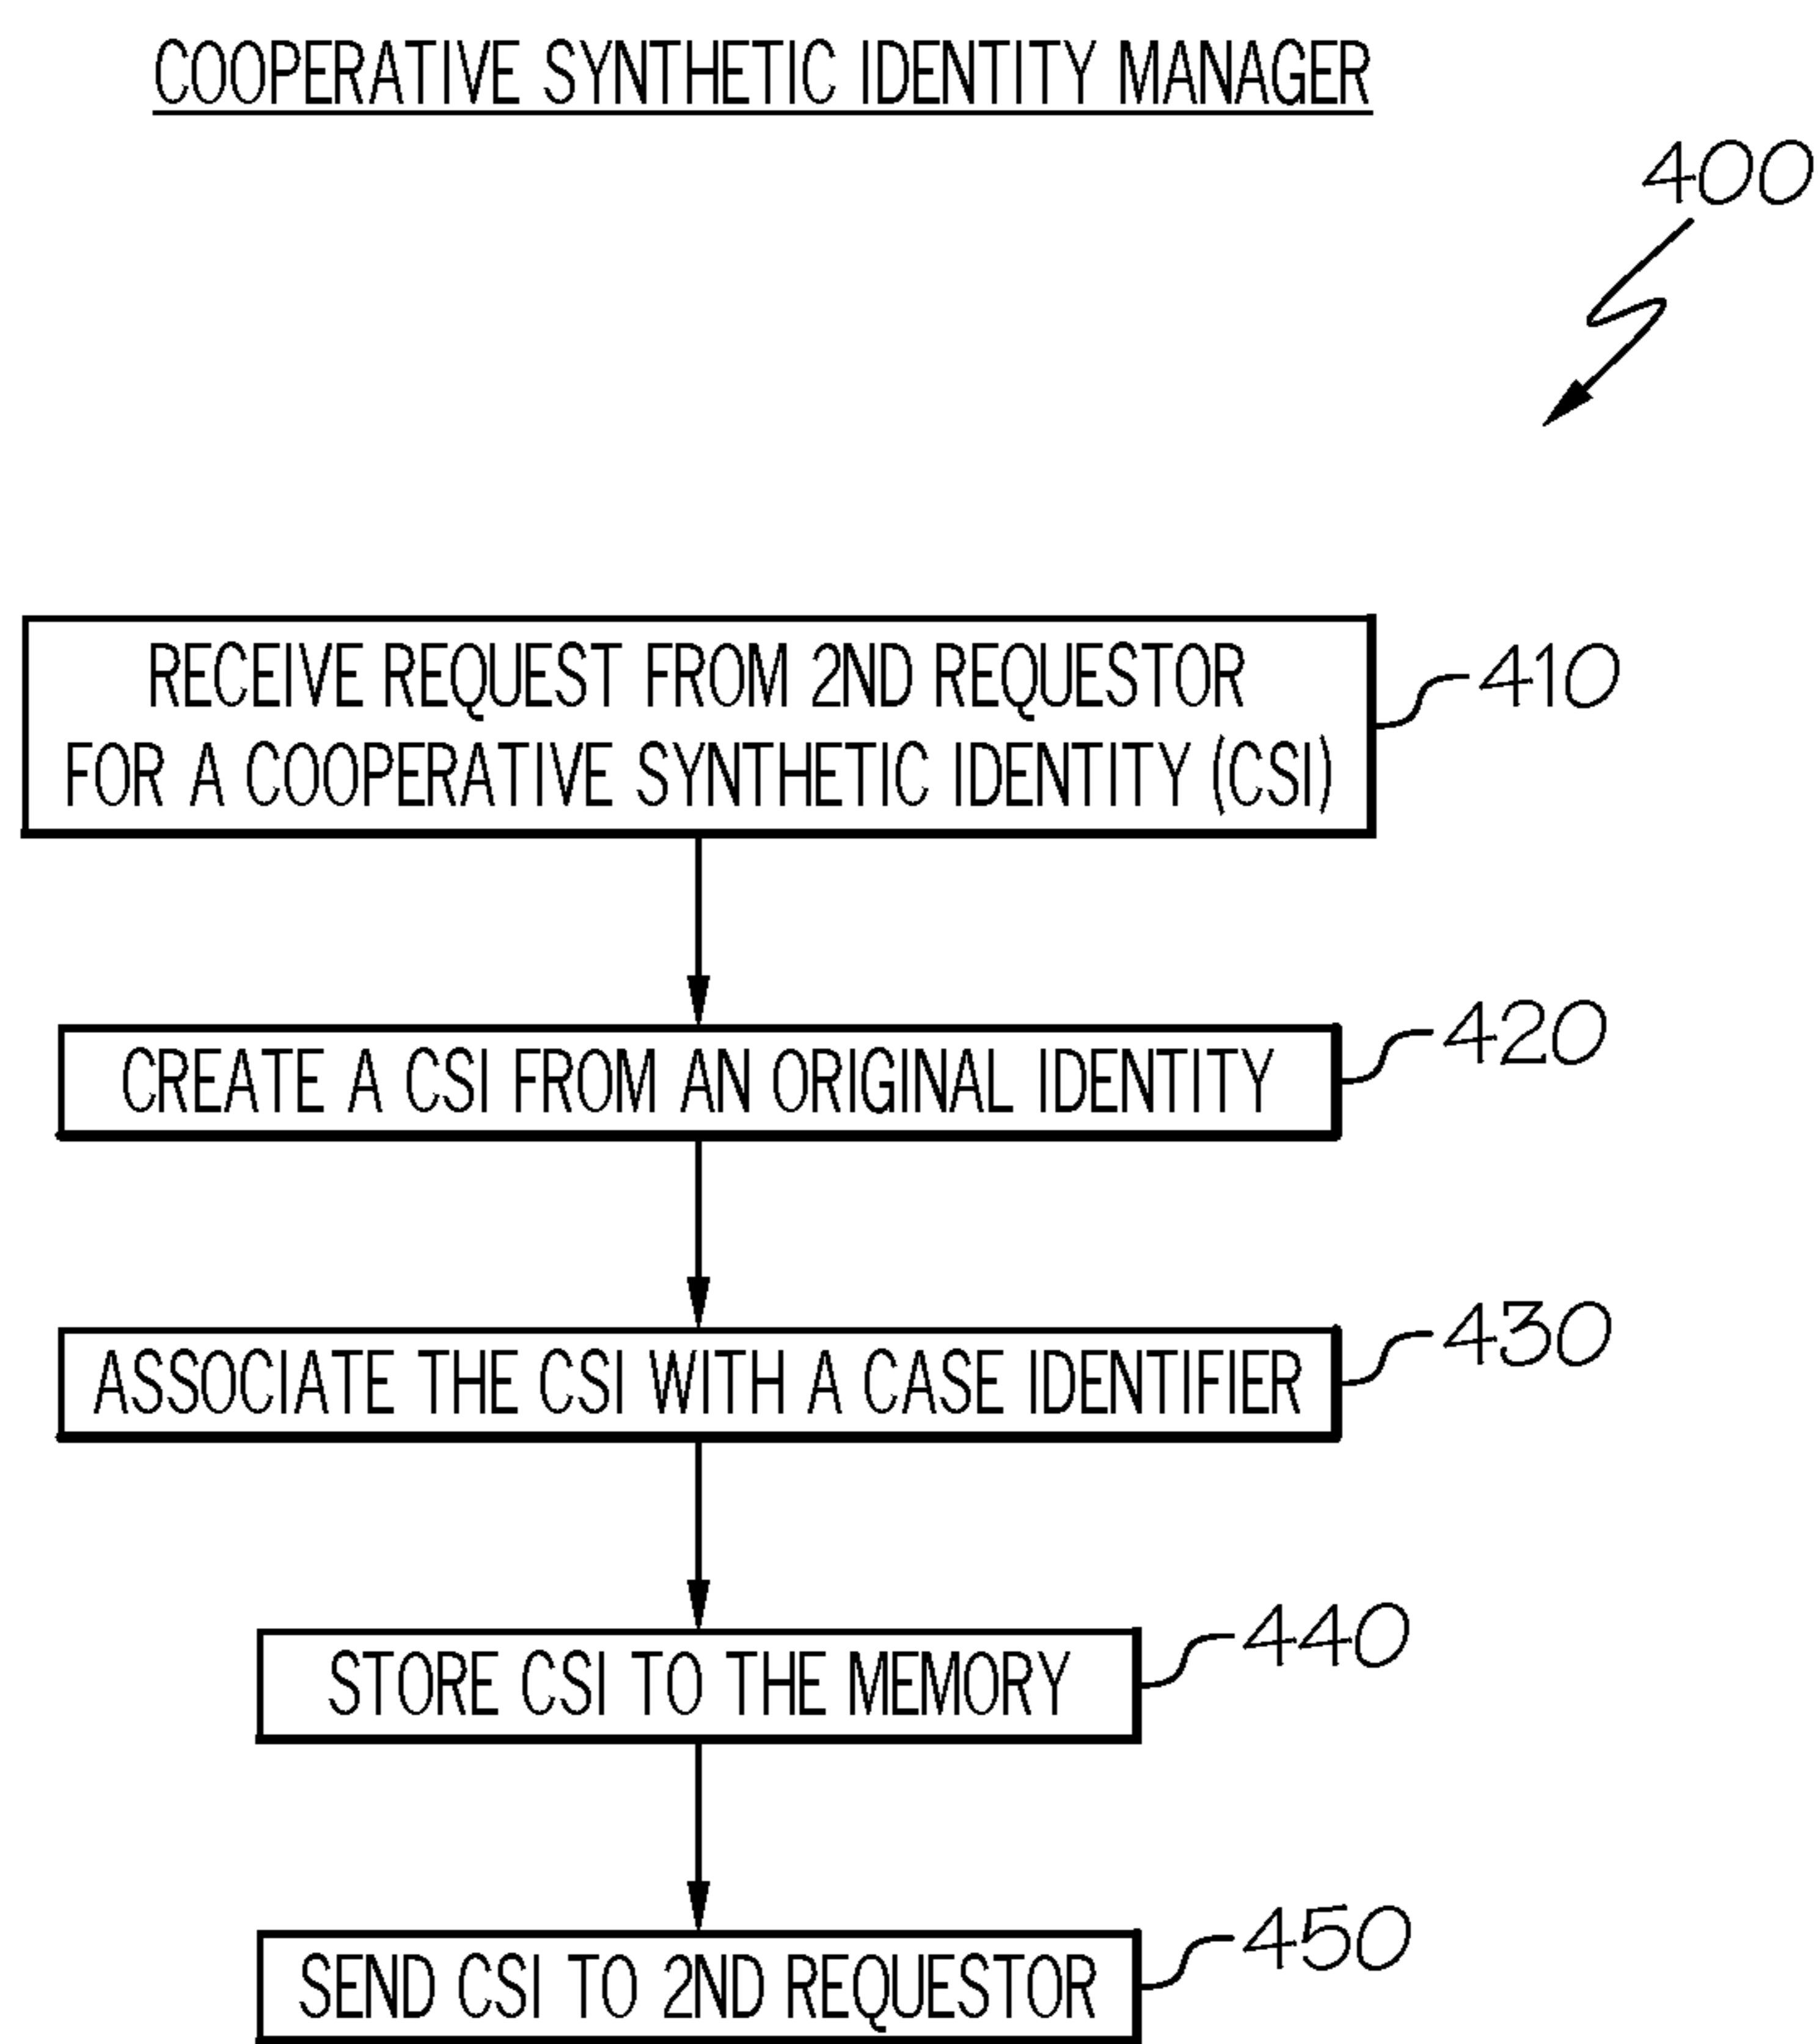 COOPERATIVE SYNTHETIC IDENTITY MANAGER
400
RECEIVE REQUEST FROM 2ND REQUESTOR
FOR A COOPERATIVE SYNTHETIC IDENTITY (CSI)
410
CREATE A CSI FROM AN ORIGINAL IDENTITY
420
ASSOCIATE THE CSI WITH A CASE IDENTIFIER
430
STORE CSI TO THE MEMORY
440
SEND CSI TO 2ND REQUESTOR
450